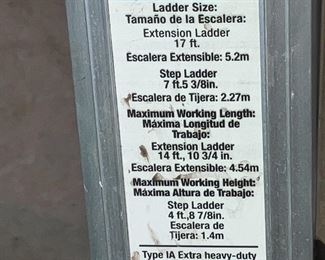 Ladder Size:
Tamaño de la Escalera:
Extension Ladder
17 ft.
Escalera Extensible: 5.2m
Step Ladder
7 ft.5 3/8in.
Escalera de Tijera: 2.27m
Maximum Working Length:
Máxima Longitud de
Trabajo:
Extension Ladder
14 ft., 10 3/4 in.
Escalera Extensible: 4.54m
Maximum Working Height:
Máxima Altura de Trabajo:
Step Ladder
4 ft.,8 7/8in.
Escalera de
Tijera: 1.4m
Type IA Extra heavy-duty